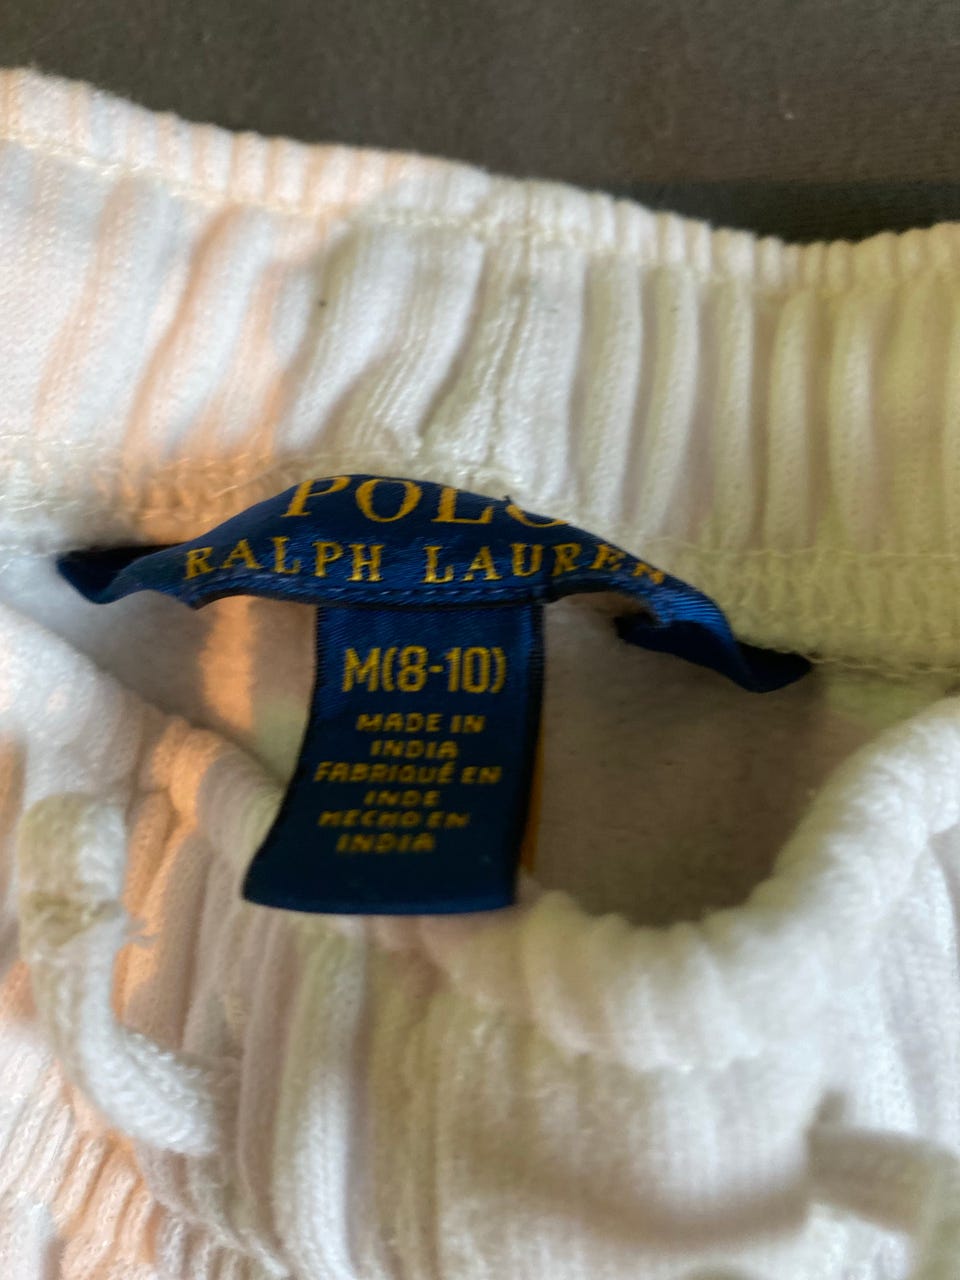 POLO
RALPH LAUREN
M(8-10)
MADE IN
INDIA
FABRIQUÉ EN
INDE
HECHO EN
INDIA